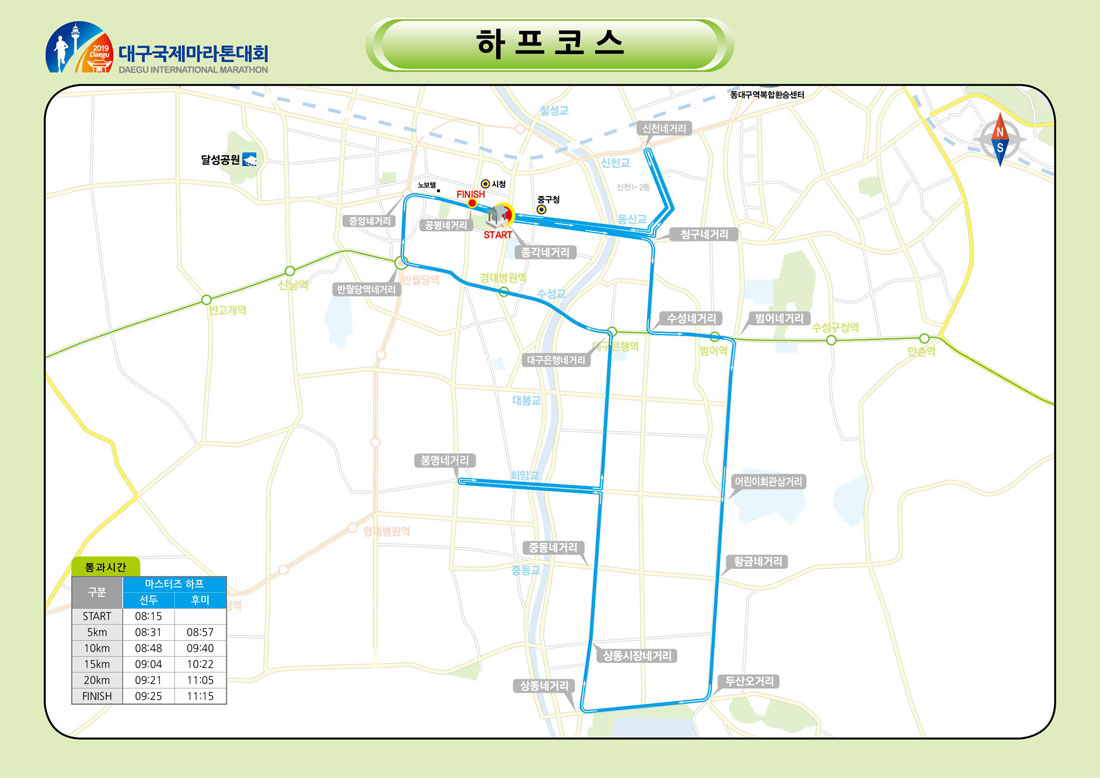 2019
Daegu
대구국제마라톤대회
DAEGU INTERNATIONAL MARATHON
하프코스
동대구역복합환승센터
칠성교
신천네거리
N
S
달성공원
신천교
노보텔
시청
신천1·2동
FINISH
중구청
중앙네거리
공평네거리
START
동신교
청구네거리
종각네거리
반월당역
경대병원역
신남역
반월당역네거리
수성교
반고개역
수성네거리
범어네거리
수성구청역
대구은행역
범어역
만촌역
대구은행네거리
대봉교
봉명네거리
희망교
어린이회관삼거리
영대병원역
중동네거리
황금네거리
중동교
상동시장네거리
상동네거리
두산오거리
통과시간
구분 마스터즈 하프
선두 후미
START 08:15
5km 08:31 08:57
10km 08:48 09:40
15km 09:04 10:22
20km 09:21 11:05
FINISH 09:25 11:15